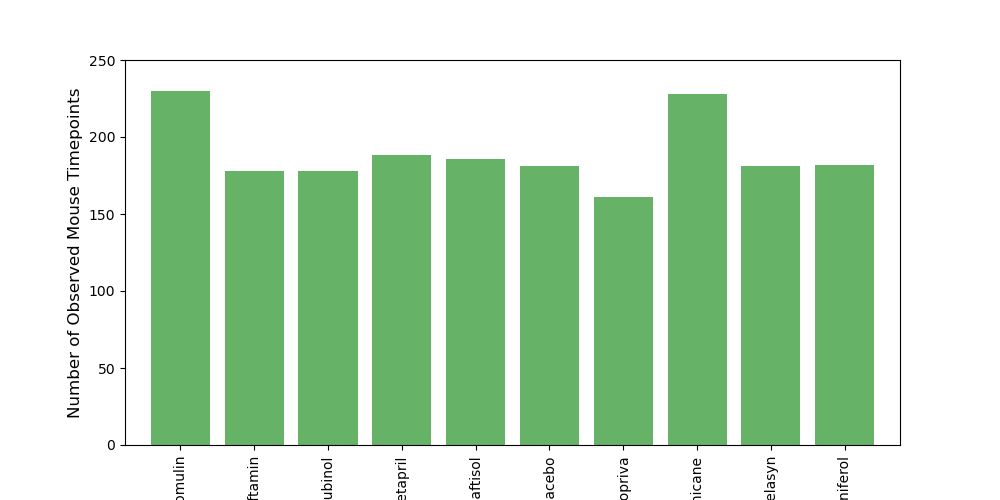 Number of Observed Mouse Timepoints
250
200
150
100
50
0
omulin
ftamin
ubinol
etapril
aftisol
acebo
opriva
nicane
elasyn
niferol